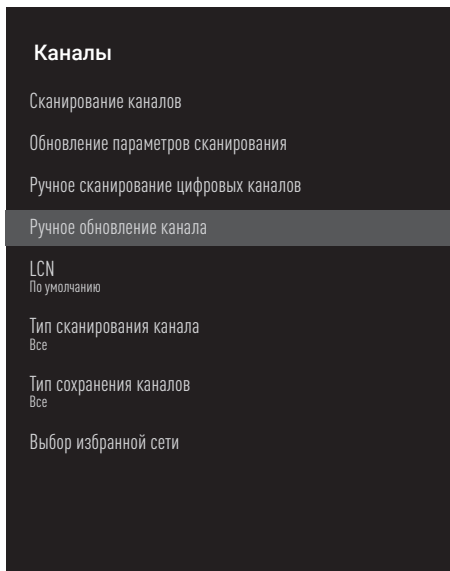 Каналы
Сканирование каналов
Обновление параметров сканирования
Ручное сканирование цифровых каналов
Ручное обновление канала
LCN
По умолчанию
Тип сканирования канала
Все
Тип сохранения каналов
Все
Выбор избранной сети